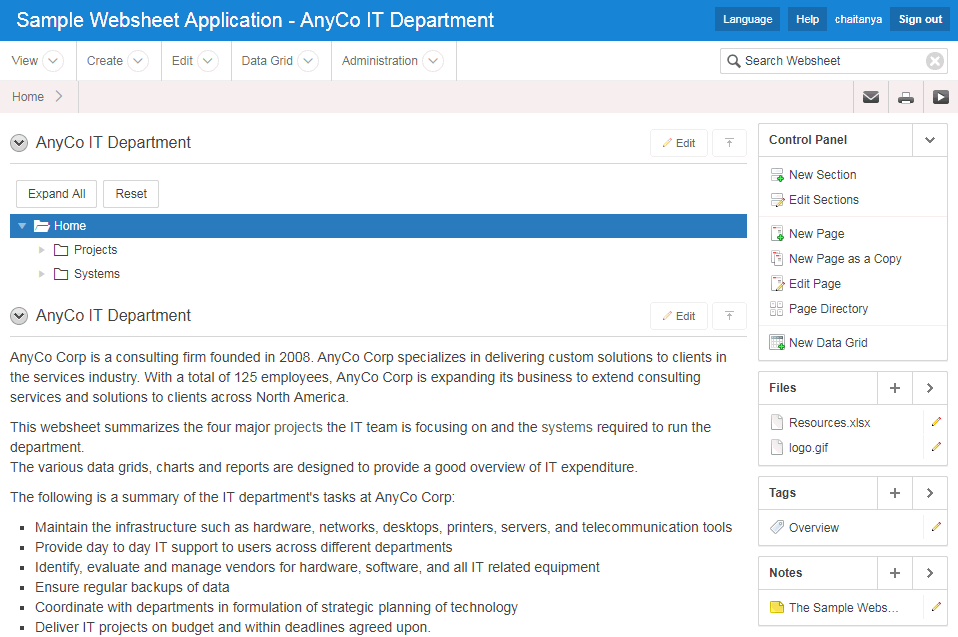 Sample Websheet Application - AnyCo IT Department
Language
Help
chaitanya
Sign out
View
Create
Edit
Data Grid
Administration
Search Websheet
Home
AnyCo IT Department
Edit
Expand All
Reset
Home
Projects
Systems
AnyCo IT Department
Edit
AnyCo Corp is a consulting firm founded in 2008. AnyCo Corp specializes in delivering custom solutions to clients in
the services industry. With a total of 125 employees, AnyCo Corp is expanding its business to extend consulting
services and solutions to clients across North America.
This websheet summarizes the four major projects the IT team is focusing on and the systems required to run the
department.
The various data grids, charts and reports are designed to provide a good overview of IT expenditure.
The following is a summary of the IT department's tasks at AnyCo Corp:
Maintain the infrastructure such as hardware, networks, desktops, printers, servers, and telecommunication tools
Provide day to day IT support to users across different departments
Identify, evaluate and manage vendors for hardware, software, and all IT related equipment
Ensure regular backups of data
Coordinate with departments in formulation of strategic planning of technology
Deliver IT projects on budget and within deadlines agreed upon.
Control Panel
New Section
Edit Sections
New Page
New Page as a Copy
Edit Page
Page Directory
New Data Grid
Files
Resources.xlsx
logo.gif
Tags
Overview
Notes
The Sample Webs...